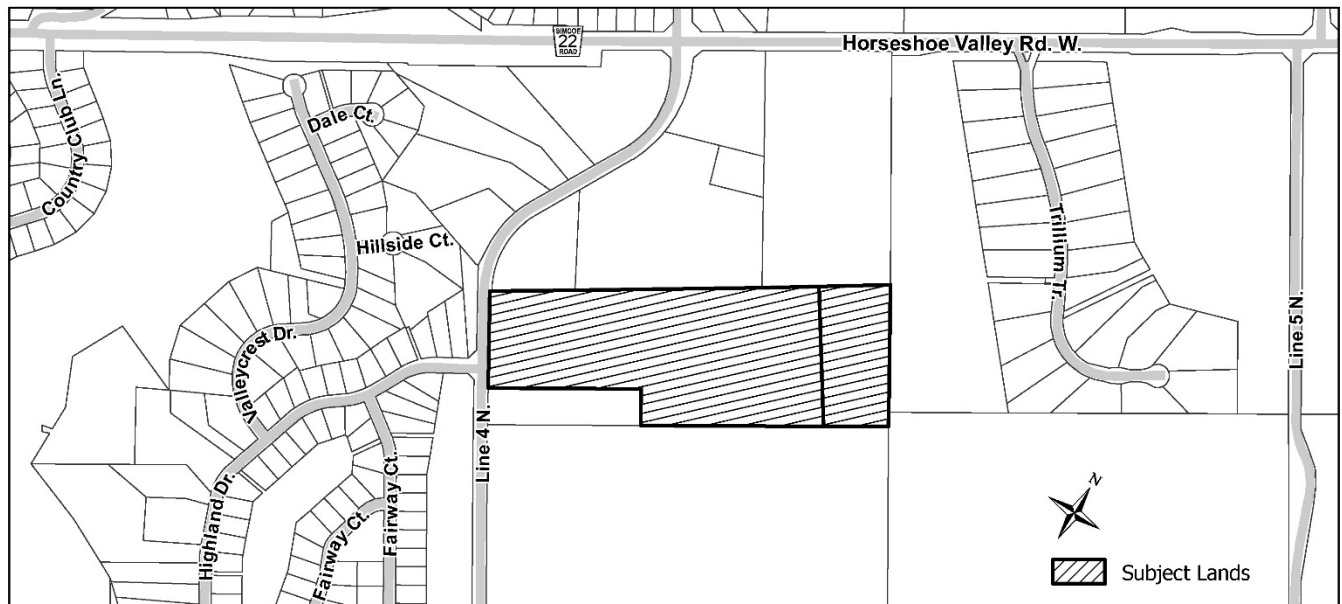 SIMCOE
22
ROAD
Horseshoe Valley Rd. W.
Country Club Ln.
Dale Ct.
Hillside Ct.
Trillium Tr.
Line 5 N.
Valleycrest Dr.
Line 4 N.
Highland Dr.
Fairway Ct.
Fairway Ct.
N
Subject Lands